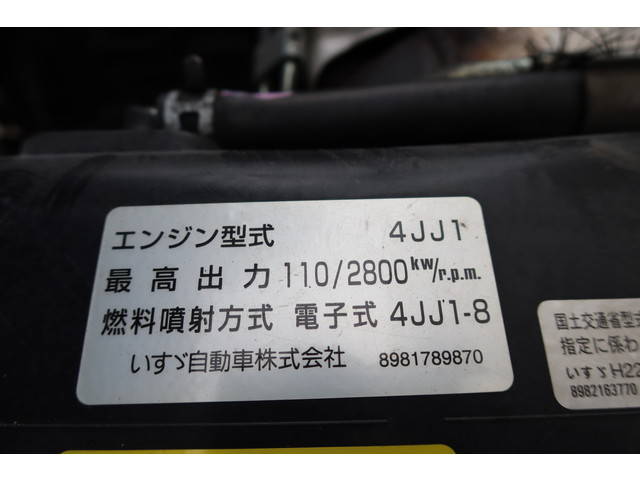 エンジン型式 4JJ1
最高出力 110/2800kw/r.p.m.
燃料噴射方式 電子式 4JJ1-8
いすゞ自動車株式会社 8981789870
国土交通省型式
指定に係わ
いすゞH22
8982163770